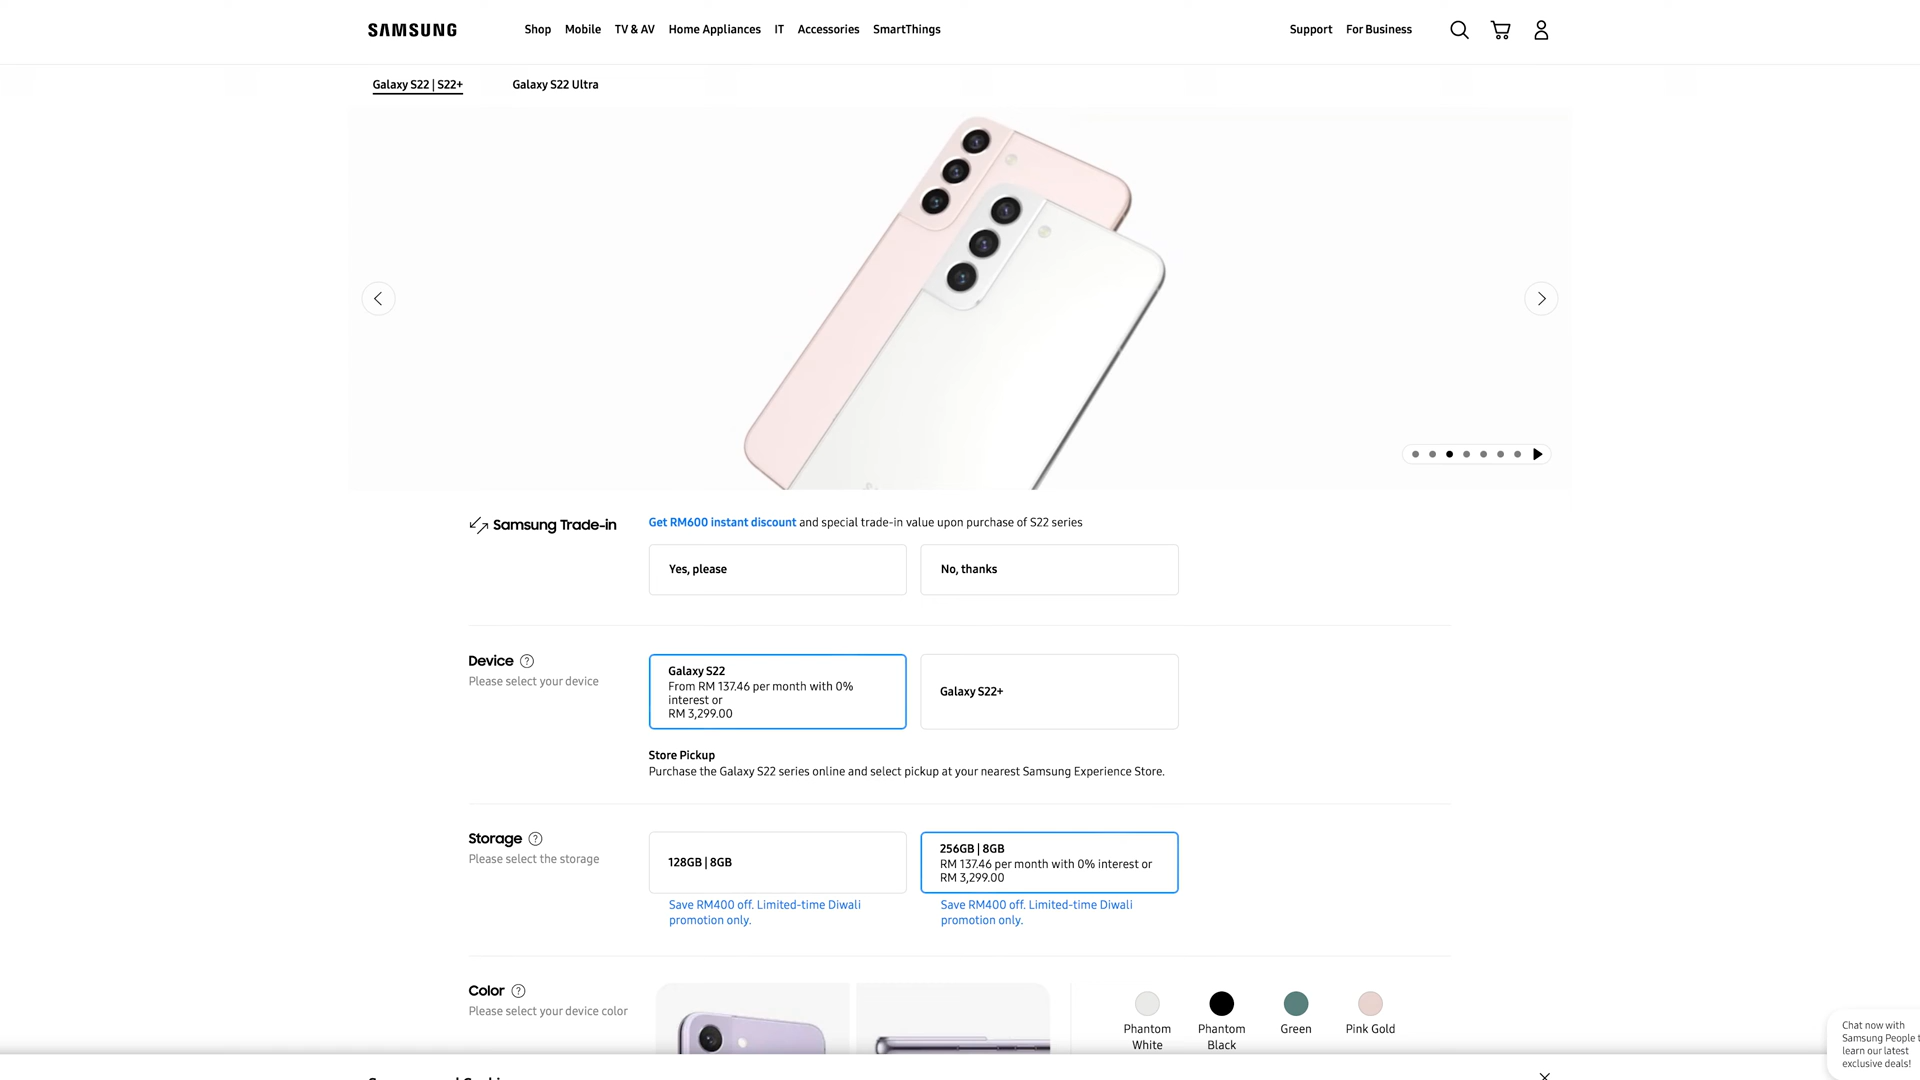 SAMSUNG
Shop Mobile TV & AV Home Appliances IT Accessories SmartThings
Support For Business
Galaxy S22 | S22+
Galaxy S22 Ultra
Samsung Trade-in
Get RM600 instant discount and special trade-in value upon purchase of S22 series
Yes, please
No, thanks
Device ?
Please select your device
Galaxy S22
From RM 137.46 per month with 0%
interest or
RM 3,299.00
Galaxy S22+
Store Pickup
Purchase the Galaxy S22 series online and select pickup at your nearest Samsung Experience Store.
Storage ?
Please select the storage
128GB | 8GB
Save RM400 off. Limited-time Diwali
promotion only.
256GB | 8GB
RM 137.46 per month with 0% interest or
RM 3,299.00
Save RM400 off. Limited-time Diwali
promotion only.
Color ?
Please select your device color
Phantom
White
Phantom
Black
Green
Pink Gold
Chat now with
Samsung People t
learn our latest
exclusive deals!